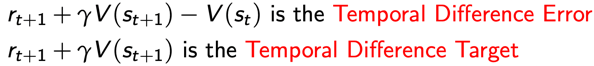 r_{t+1} + γV(s_{t+1}) − V(s_t) is the Temporal Difference Error
r_{t+1} + γV(s_{t+1}) is the Temporal Difference Target